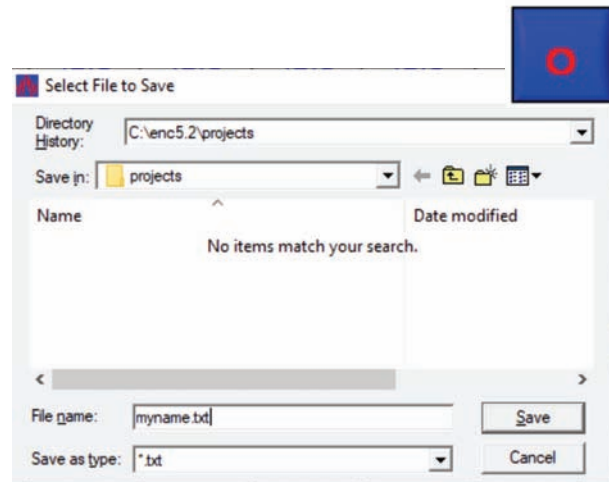 O
Select File to Save
Directory
History:
C:\enc5.2\projects
Save in:
projects
Name
Date modified
No items match your search.
File name:
myname.txt
Save
Save as type:
*.txt
Cancel